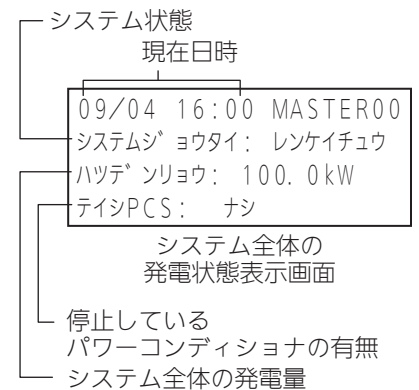 システム状態
現在日時
09/04 16:00 MASTER00
システムジョウタイ: レンケイチュウ
ハツデンリョウ: 100.0kW
テイシPCS: ナシ
システム全体の
発電状態表示画面
停止している
パワーコンディショナの有無
システム全体の発電量